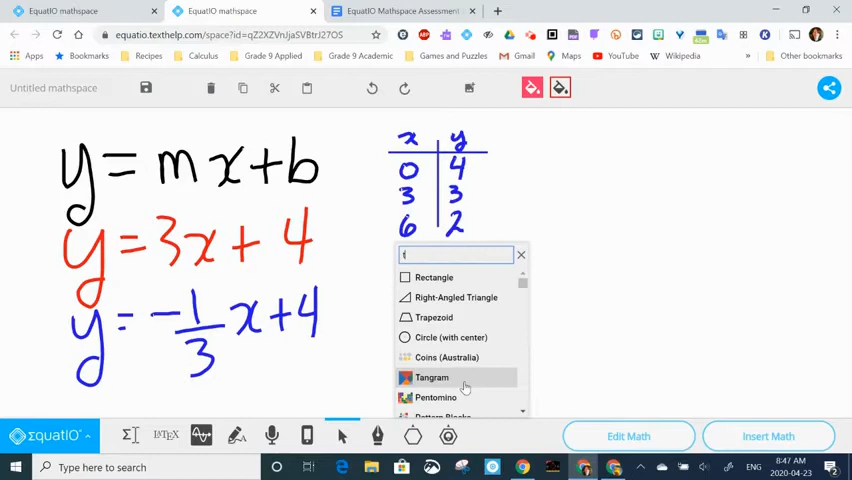 EquatIO mathspace
EquatIO mathspace
EquatIO Mathspace Assessment
equatio.texthelp.com/space?id=qZ2XZVnJjaSVBtrJ27OS
Apps
Bookmarks
Recipes
Calculus
Grade 9 Applied
Grade 9 Academic
Games and Puzzles
Gmail
Maps
YouTube
Wikipedia
Other bookmarks
Untitled mathspace
y = mx + b
y = 3x + 4
y = -1/3 x + 4
x y
0 4
3 3
6 2
t
Rectangle
Right-Angled Triangle
Trapezoid
Circle (with center)
Coins (Australia)
Tangram
Pentomino
Pattern Blocks
EQUATIO
LATEX
Edit Math
Insert Math
Type here to search
ENG
8:47 AM
2020-04-23